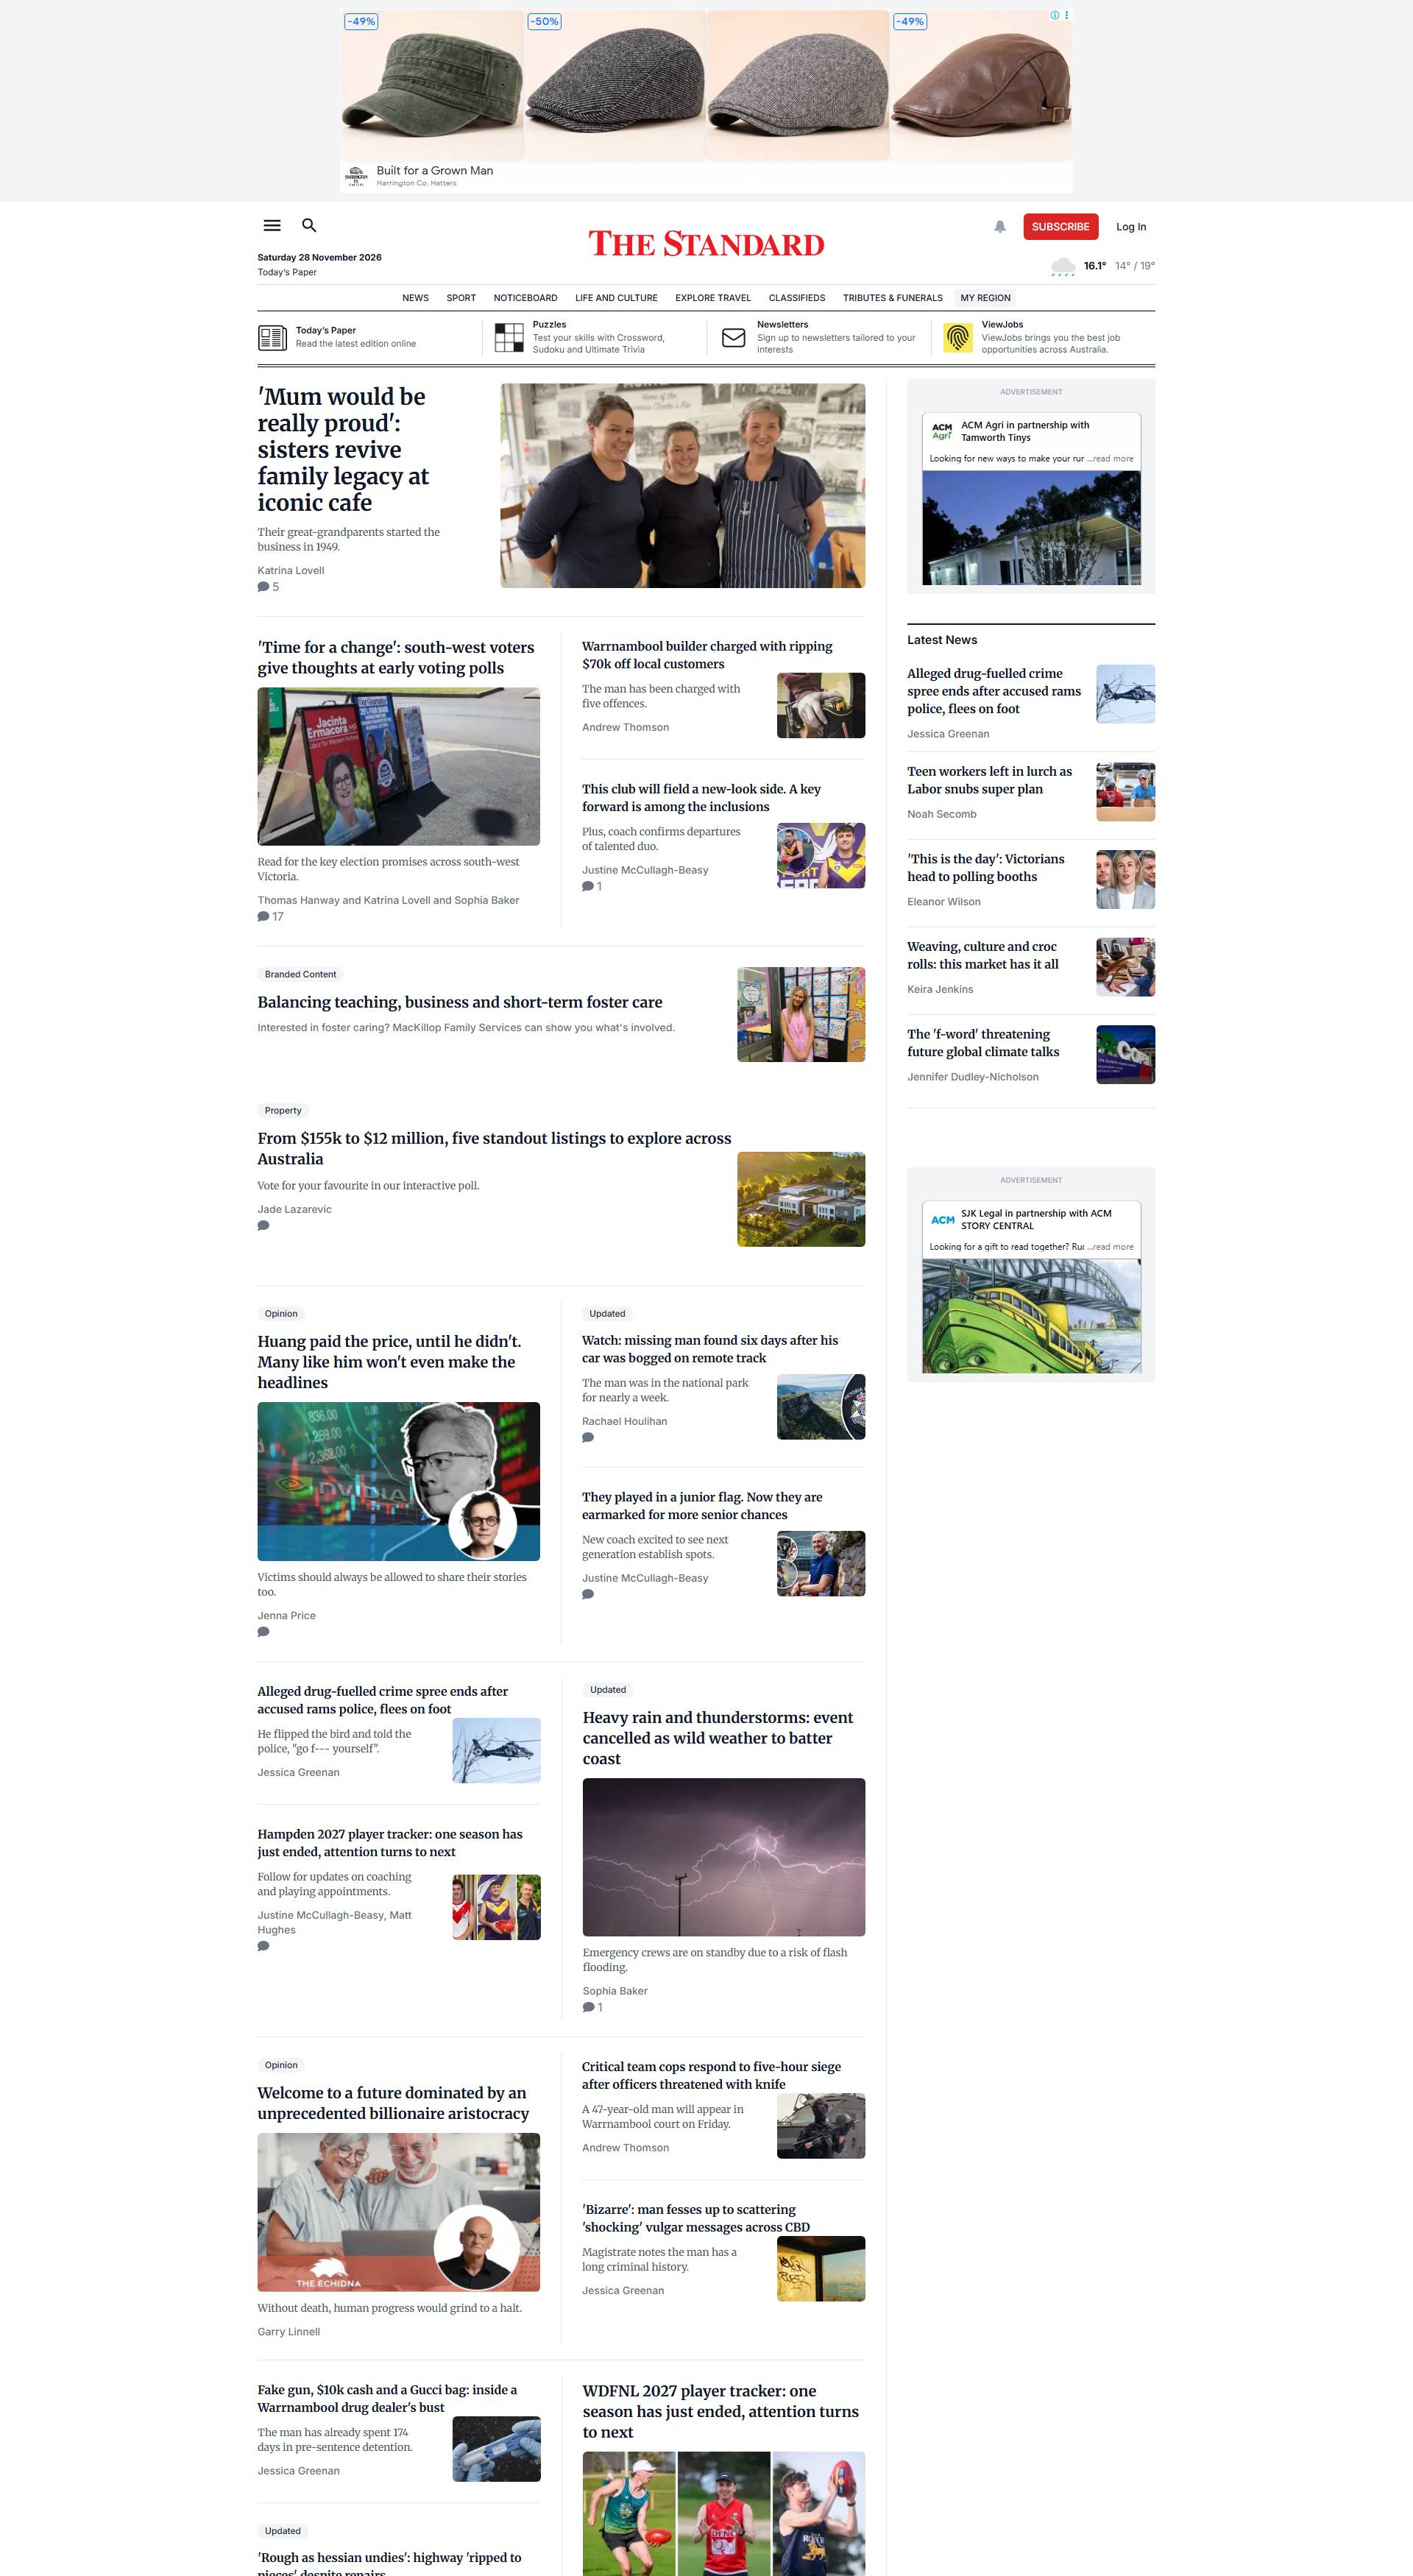 -49%
-50%
-49%
Built for a Grown Man
Harrington Co. Hatters
THE STANDARD
SUBSCRIBE
Log In
Saturday 28 November 2026
Today's Paper
16.1° 14° / 19°
NEWS SPORT NOTICEBOARD LIFE AND CULTURE EXPLORE TRAVEL CLASSIFIEDS TRIBUTES & FUNERALS MY REGION
Today's Paper
Read the latest edition online
Puzzles
Test your skills with Crossword,
Sudoku and Ultimate Trivia
Newsletters
Sign up to newsletters tailored to your
interests
ViewJobs
ViewJobs brings you the best job
opportunities across Australia.
'Mum would be
really proud':
sisters revive
family legacy at
iconic cafe
Their great-grandparents started the
business in 1949.
Katrina Lovell
5
'Time for a change': south-west voters
give thoughts at early voting polls
Jacinta
Ermacora MP
Read for the key election promises across south-west
Victoria.
Thomas Hanway and Katrina Lovell and Sophia Baker
17
Warrnambool builder charged with ripping
$70k off local customers
The man has been charged with
five offences.
Andrew Thomson
This club will field a new-look side. A key
forward is among the inclusions
Plus, coach confirms departures
of talented duo.
Justine McCullagh-Beasy
1
Branded Content
Balancing teaching, business and short-term foster care
Interested in foster caring? MacKillop Family Services can show you what's involved.
Property
From $155k to $12 million, five standout listings to explore across
Australia
Vote for your favourite in our interactive poll.
Jade Lazarevic
Opinion
Huang paid the price, until he didn't.
Many like him won't even make the
headlines
836.00
1,269.00
2,362.00
NVIDIA
Victims should always be allowed to share their stories
too.
Jenna Price
Updated
Watch: missing man found six days after his
car was bogged on remote track
The man was in the national park
for nearly a week.
Rachael Houlihan
They played in a junior flag. Now they are
earmarked for more senior chances
New coach excited to see next
generation establish spots.
Justine McCullagh-Beasy
Alleged drug-fuelled crime spree ends after
accused rams police, flees on foot
He flipped the bird and told the
police, "go f--- yourself".
Jessica Greenan
Hampden 2027 player tracker: one season has
just ended, attention turns to next
Follow for updates on coaching
and playing appointments.
Justine McCullagh-Beasy, Matt
Hughes
Updated
Heavy rain and thunderstorms: event
cancelled as wild weather to batter
coast
Emergency crews are on standby due to a risk of flash
flooding.
Sophia Baker
1
Opinion
Welcome to a future dominated by an
unprecedented billionaire aristocracy
THE ECHIDNA
Without death, human progress would grind to a halt.
Garry Linnell
Critical team cops respond to five-hour siege
after officers threatened with knife
A 47-year-old man will appear in
Warrnambool court on Friday.
Andrew Thomson
'Bizarre': man fesses up to scattering
'shocking' vulgar messages across CBD
Magistrate notes the man has a
long criminal history.
Jessica Greenan
Fake gun, $10k cash and a Gucci bag: inside a
Warrnambool drug dealer's bust
The man has already spent 174
days in pre-sentence detention.
Jessica Greenan
Updated
'Rough as hessian undies': highway 'ripped to
pieces' despite repairs
WDFNL 2027 player tracker: one
season has just ended, attention turns
to next
ADVERTISEMENT
ACM
Agri
ACM Agri in partnership with
Tamworth Tinys
Looking for new ways to make your rur ...read more
Latest News
Alleged drug-fuelled crime
spree ends after accused rams
police, flees on foot
Jessica Greenan
Teen workers left in lurch as
Labor snubs super plan
Noah Secomb
'This is the day': Victorians
head to polling booths
Eleanor Wilson
Weaving, culture and croc
rolls: this market has it all
Keira Jenkins
The 'f-word' threatening
future global climate talks
Jennifer Dudley-Nicholson
ADVERTISEMENT
ACM
SJK Legal in partnership with ACM
STORY CENTRAL
Looking for a gift to read together? Ruc ...read more